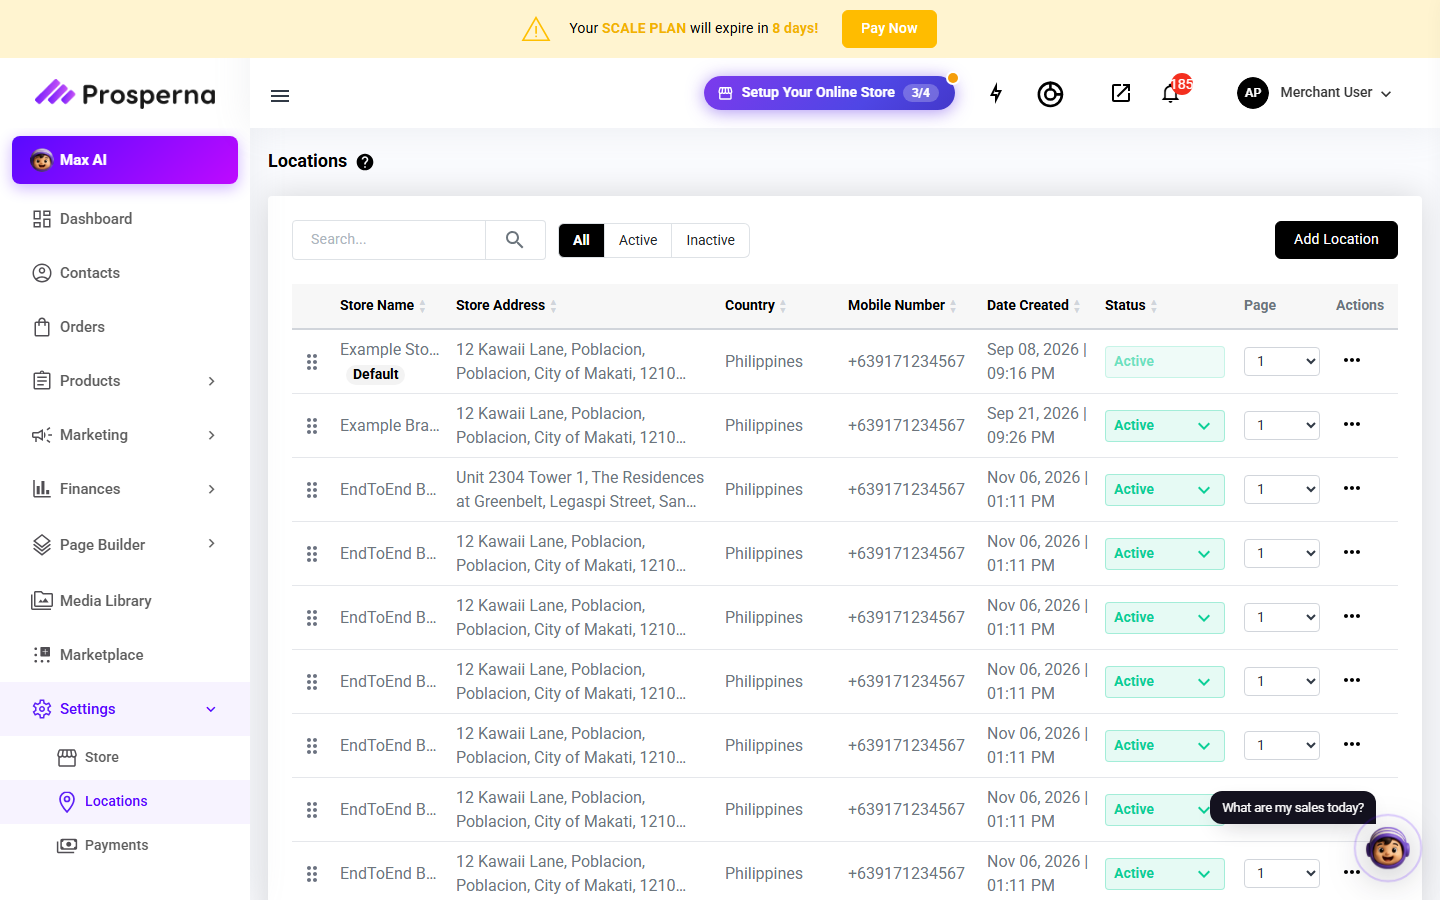 Your SCALE PLAN will expire in 8 days! Pay Now
Prosperna
Setup Your Online Store 3/4
185
AP Merchant User
Max AI
Dashboard
Contacts
Orders
Products
Marketing
Finances
Page Builder
Media Library
Marketplace
Settings
Store
Locations
Payments
Locations ?
Search...
All Active Inactive
Add Location
Store Name Store Address Country Mobile Number Date Created Status Page Actions
Example Sto... 12 Kawaii Lane, Poblacion, Philippines +639171234567 Sep 08, 2026 | Active 1
Default Poblacion, City of Makati, 1210... 09:16 PM
Example Bra... 12 Kawaii Lane, Poblacion, Philippines +639171234567 Sep 21, 2026 | Active 1
Poblacion, City of Makati, 1210... 09:26 PM
EndToEnd B... Unit 2304 Tower 1, The Residences Philippines +639171234567 Nov 06, 2026 | Active 1
at Greenbelt, Legaspi Street, San... 01:11 PM
EndToEnd B... 12 Kawaii Lane, Poblacion, Philippines +639171234567 Nov 06, 2026 | Active 1
Poblacion, City of Makati, 1210... 01:11 PM
EndToEnd B... 12 Kawaii Lane, Poblacion, Philippines +639171234567 Nov 06, 2026 | Active 1
Poblacion, City of Makati, 1210... 01:11 PM
EndToEnd B... 12 Kawaii Lane, Poblacion, Philippines +639171234567 Nov 06, 2026 | Active 1
Poblacion, City of Makati, 1210... 01:11 PM
EndToEnd B... 12 Kawaii Lane, Poblacion, Philippines +639171234567 Nov 06, 2026 | Active 1
Poblacion, City of Makati, 1210... 01:11 PM
EndToEnd B... 12 Kawaii Lane, Poblacion, Philippines +639171234567 Nov 06, 2026 | Active
Poblacion, City of Makati, 1210... 01:11 PM
What are my sales today?
EndToEnd B... 12 Kawaii Lane, Poblacion, Philippines +639171234567 Nov 06, 2026 | Active 1
Poblacion, City of Makati, 1210... 01:11 PM